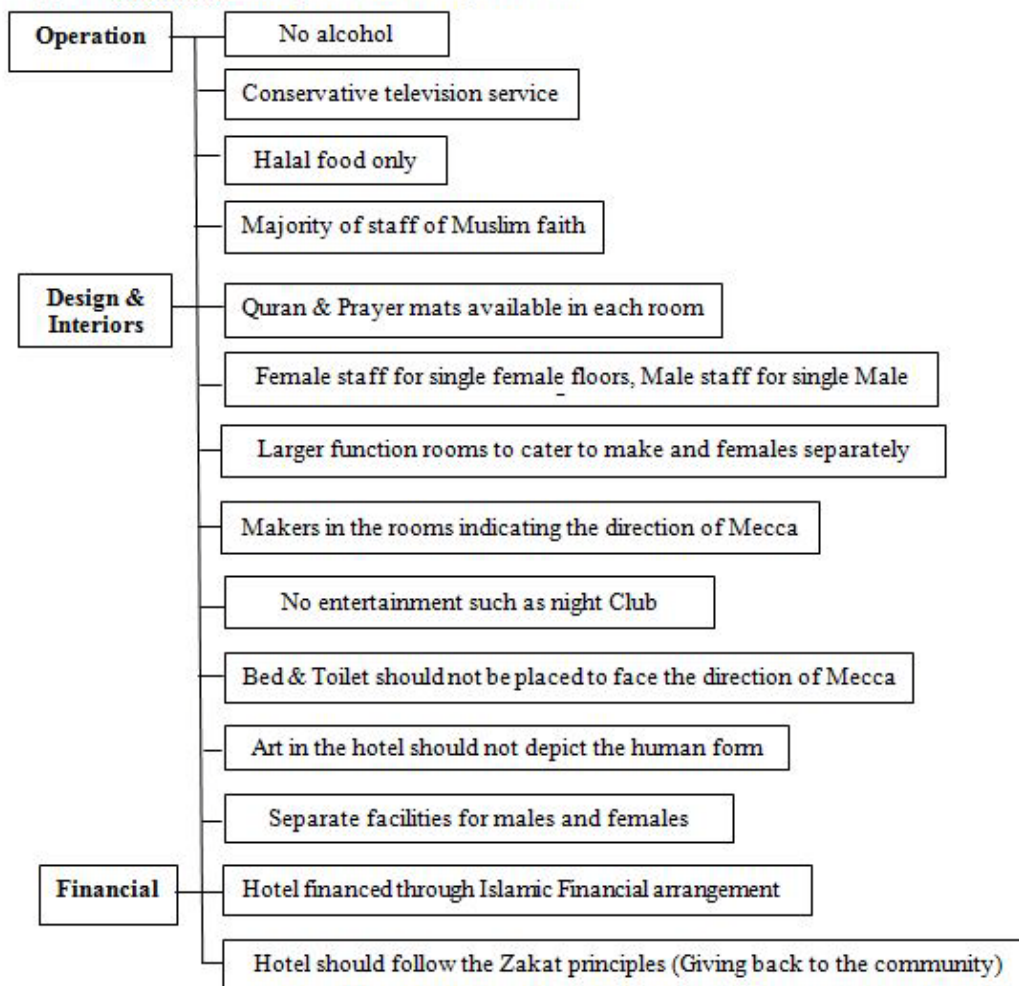 Operation
No alcohol
Conservative television service
Halal food only
Majority of staff of Muslim faith
Design &
Interiors
Quran & Prayer mats available in each room
Female staff for single female floors, Male staff for single Male
Larger function rooms to cater to make and females separately
Makers in the rooms indicating the direction of Mecca
No entertainment such as night Club
Bed & Toilet should not be placed to face the direction of Mecca
Art in the hotel should not depict the human form
Separate facilities for males and females
Financial
Hotel financed through Islamic Financial arrangement
Hotel should follow the Zakat principles (Giving back to the community)